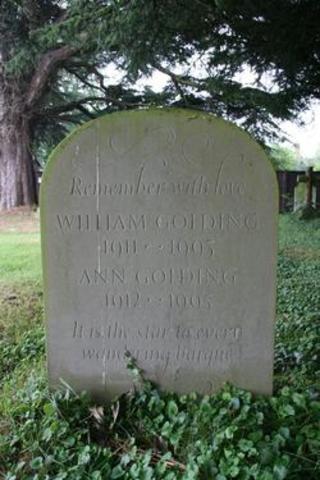 Remember with love
WILLIAM GOLDING
1911 ~ 1993
ANN GOLDING
1912 ~ 1995
It is the star to every
wandering barque